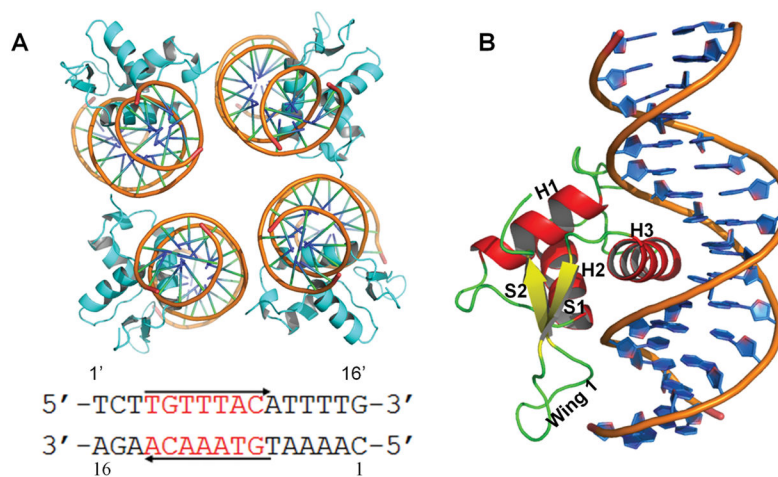 A
B
H1
H3
H2
S2
S1
Wing 1
1' 16'
5'-TCTTGTTTACATTTTG-3'
3'-AGAACAAATGTAAAAC-5'
16 1